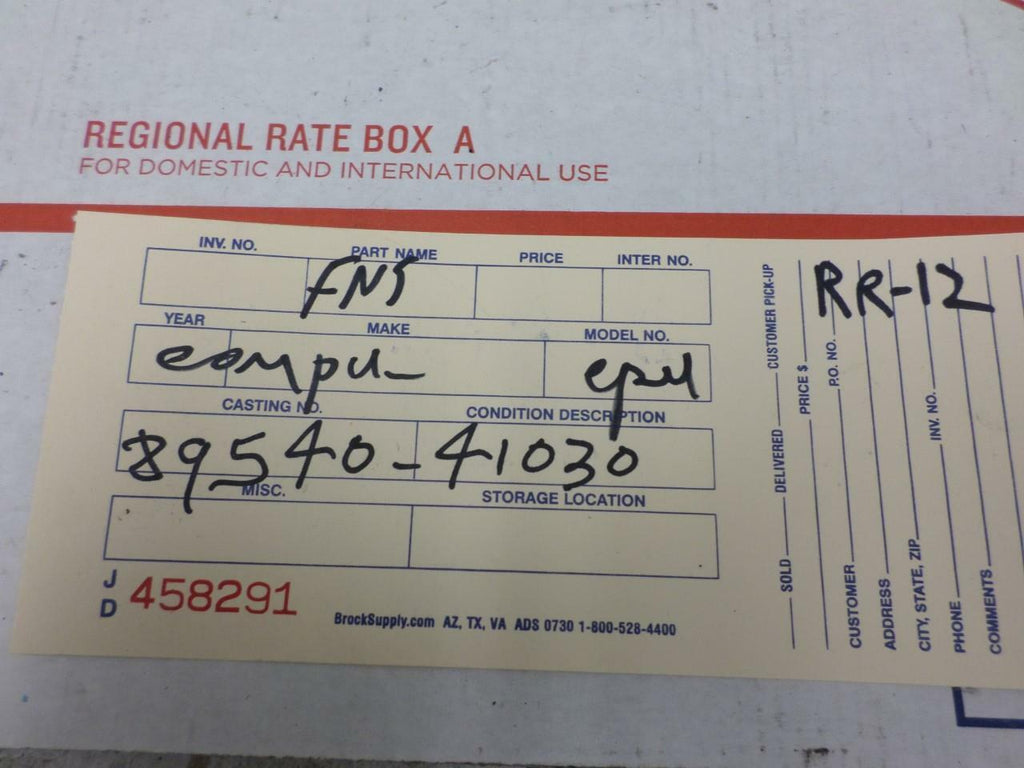 REGIONAL RATE BOX A
FOR DOMESTIC AND INTERNATIONAL USE
INV. NO. PART NAME PRICE INTER NO.
FNS
YEAR MAKE MODEL NO.
compu- cpu
CASTING NO. CONDITION DESCRIPTION
89540-41030
MISC. STORAGE LOCATION
J D 458291
BrockSupply.com AZ, TX, VA ADS 0730 1-800-528-4400
RR-12
SOLD DELIVERED CUSTOMER PICK-UP
PRICE $
P.O. NO.
CUSTOMER
ADDRESS
CITY, STATE, ZIP
INV. NO.
PHONE
COMMENTS